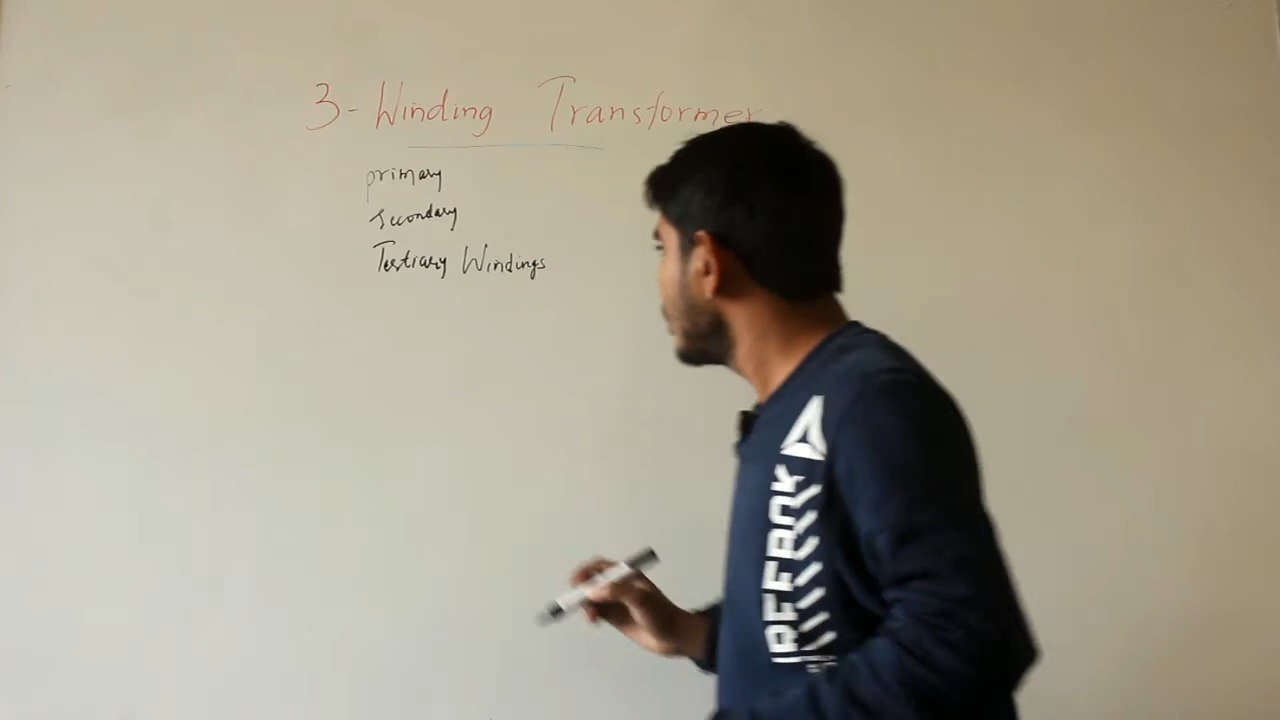 3-Winding Transformer
primary
Secondary
Tertiary Windings
REEBOK